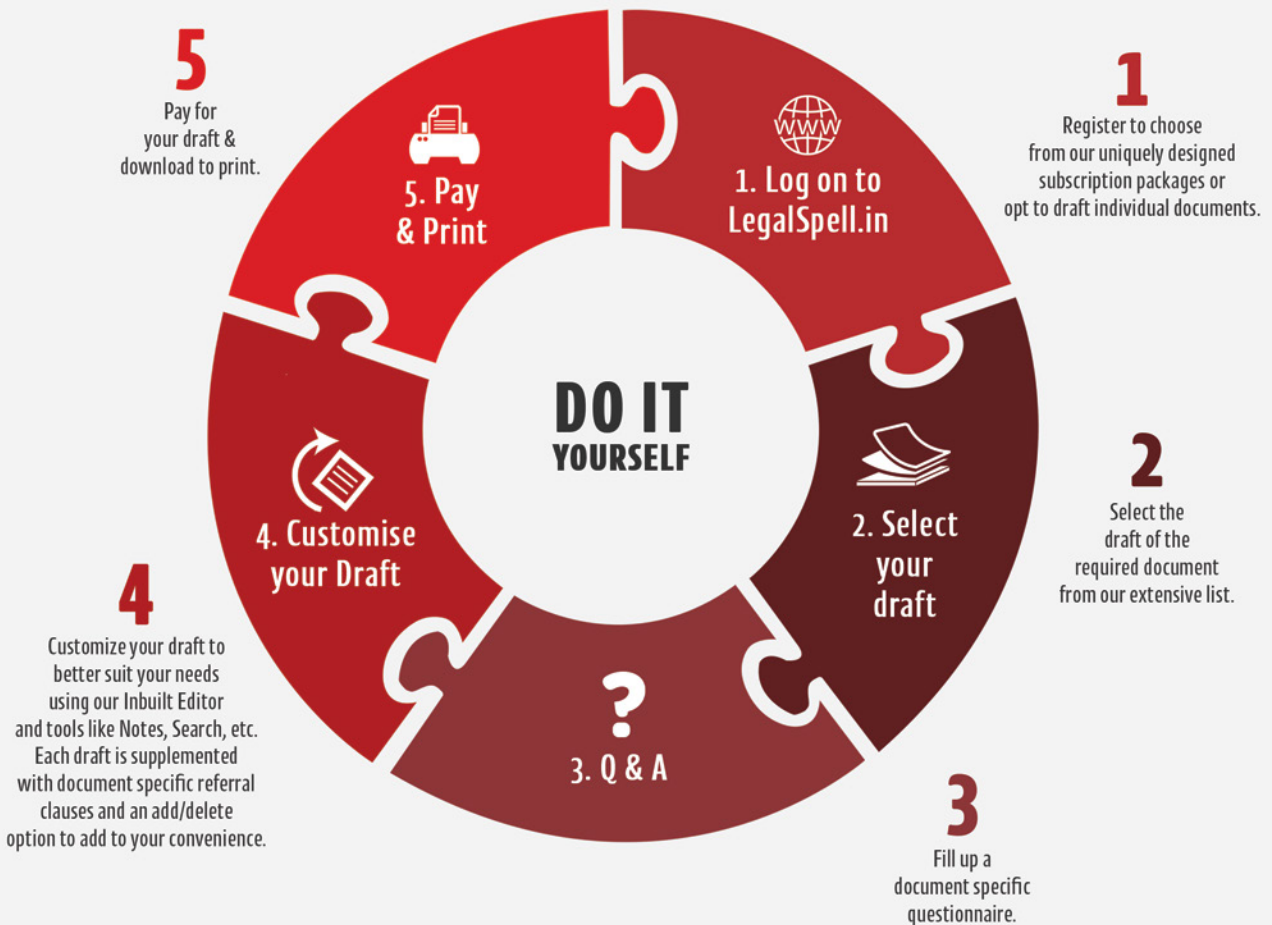 5
Pay for
your draft &
download to print.
1
Register to choose
from our uniquely designed
subscription packages or
opt to draft individual documents.
5. Pay
& Print
WWW
1. Log on to
LegalSpell.in
DO IT
YOURSELF
2. Select
your
draft
2
Select the
draft of the
required document
from our extensive list.
4. Customise
your Draft
4
Customize your draft to
better suit your needs
using our Inbuilt Editor
and tools like Notes, Search, etc.
Each draft is supplemented
with document specific referral
clauses and an add/delete
option to add to your convenience.
?
3. Q & A
3
Fill up a
document specific
questionnaire.